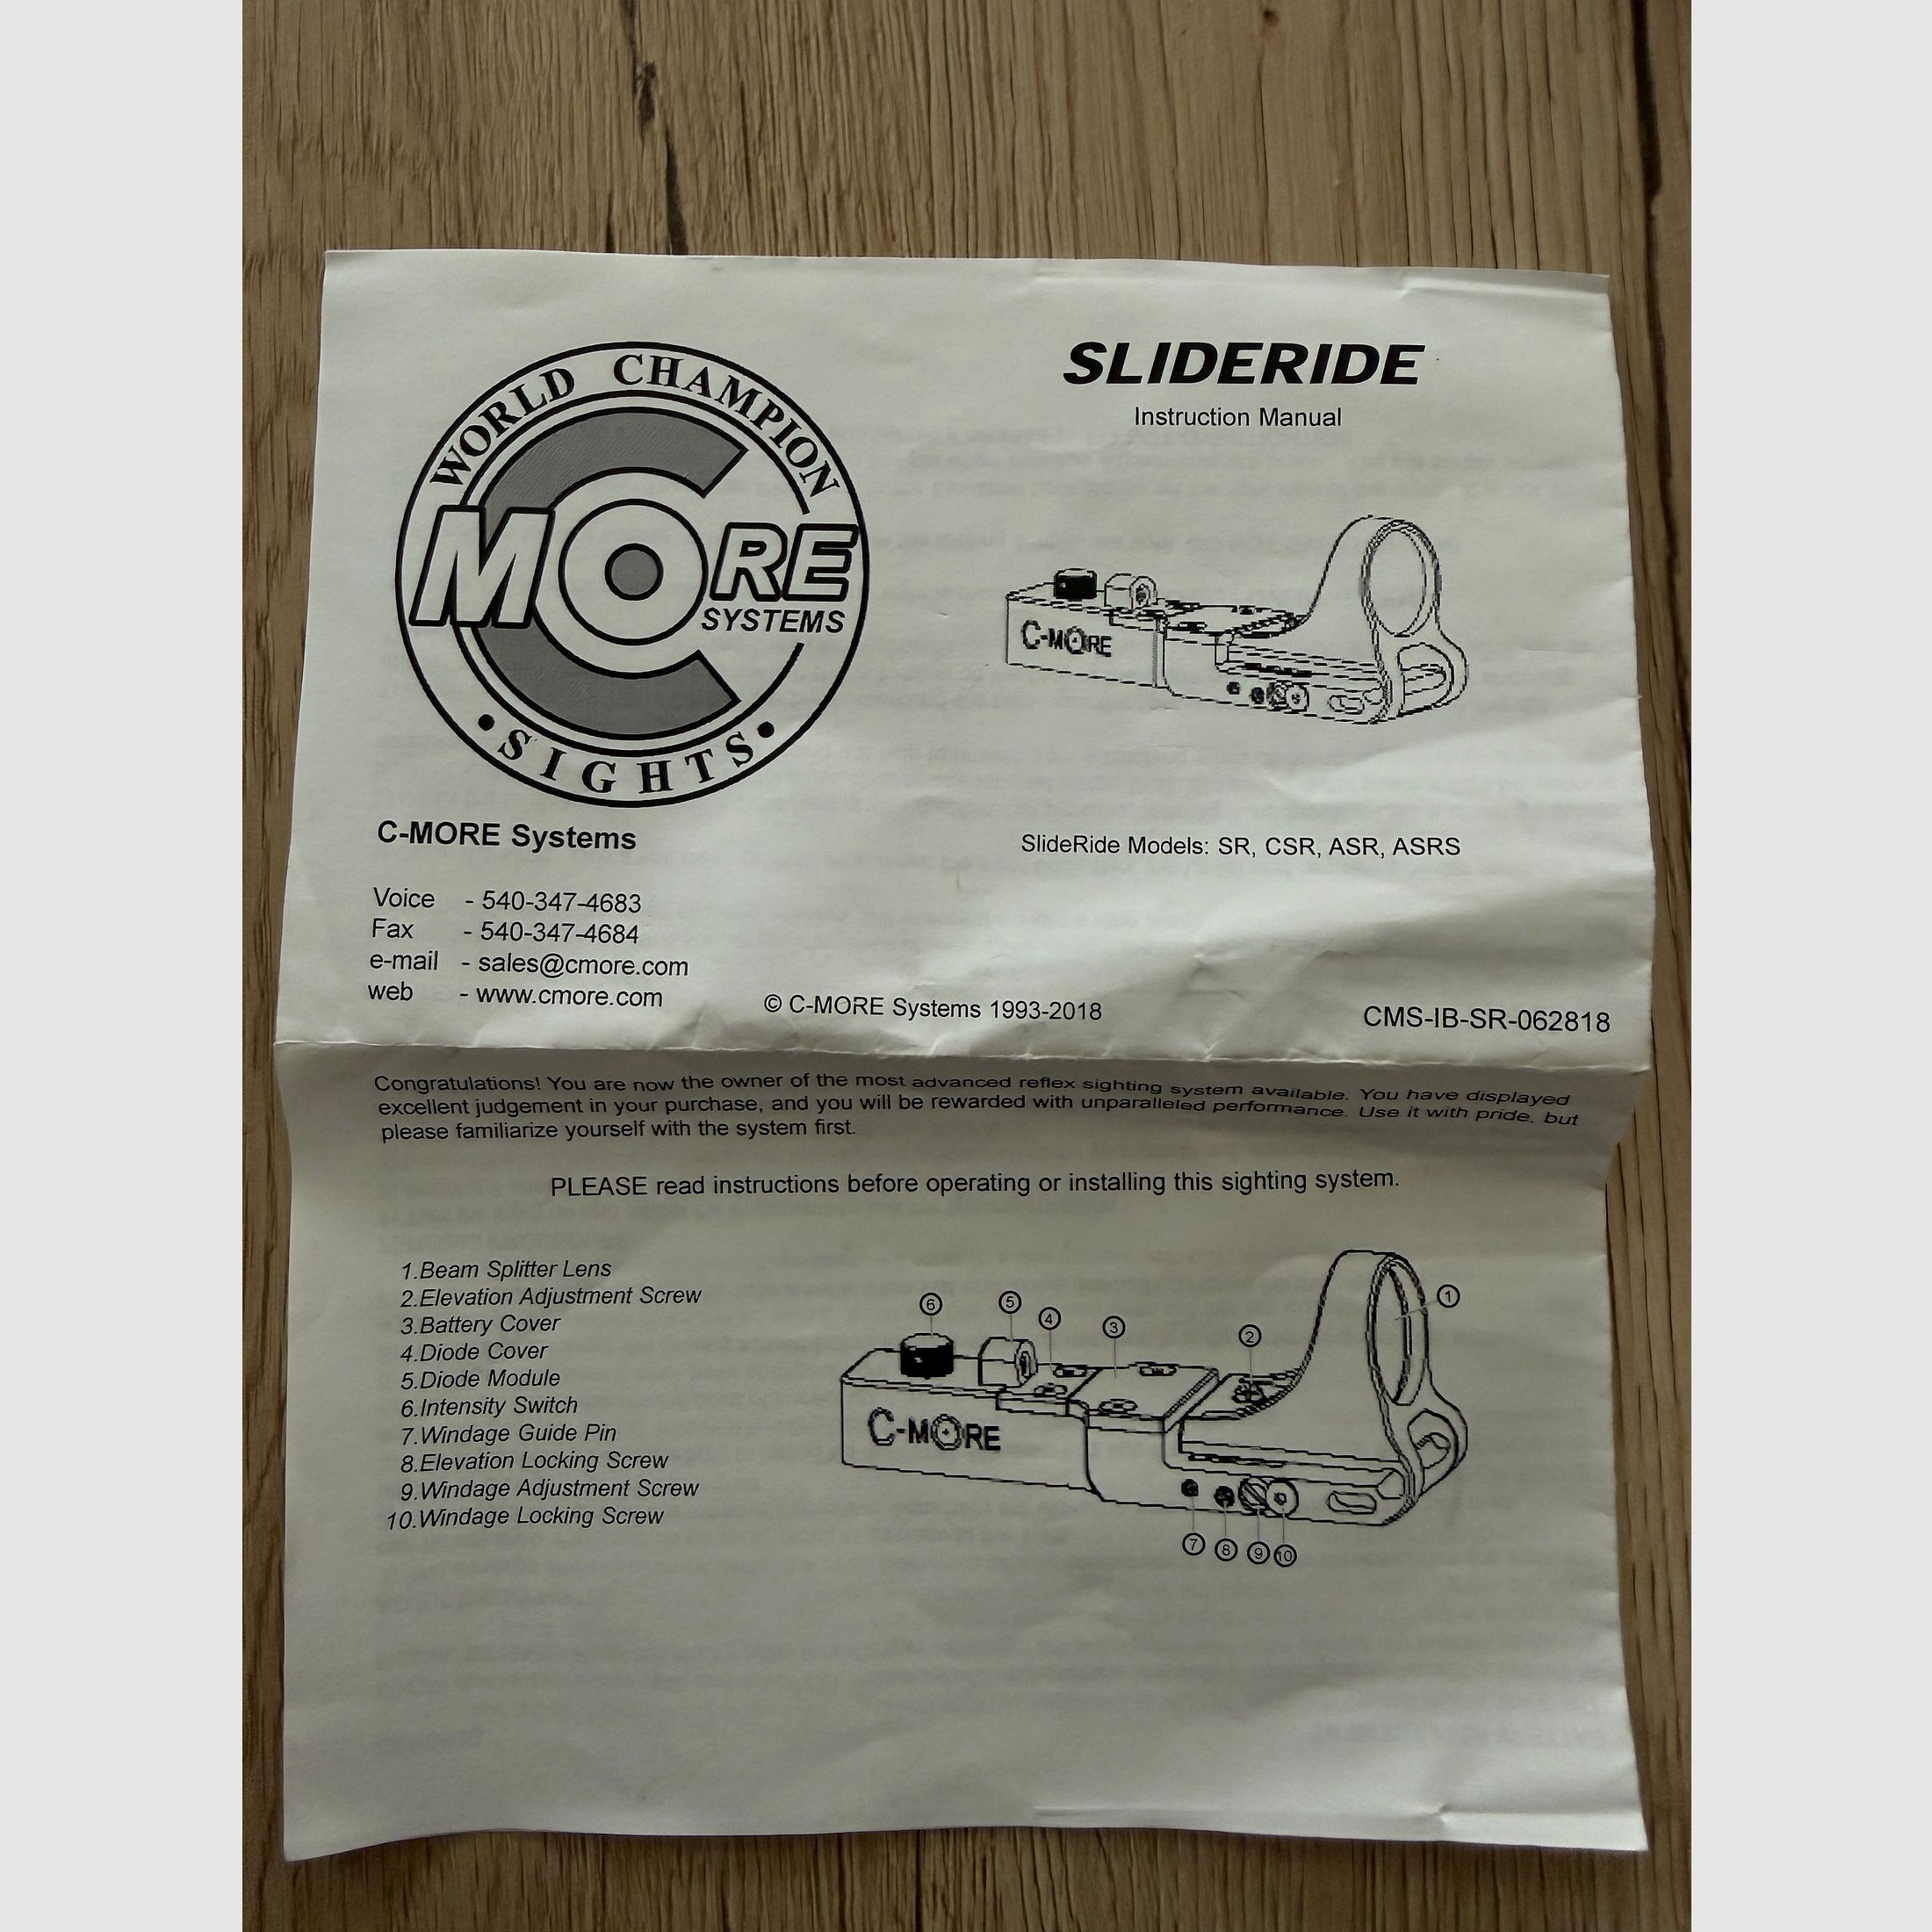 WORLD CHAMPION
C
MORE
SYSTEMS
• SIGHTS •
SLIDERIDE
Instruction Manual
C-MORE
C-MORE Systems
SlideRide Models: SR, CSR, ASR, ASRS
Voice - 540-347-4683
Fax - 540-347-4684
e-mail - sales@cmore.com
web - www.cmore.com
© C-MORE Systems 1993-2018
CMS-IB-SR-062818
Congratulations! You are now the owner of the most advanced reflex sighting system available. You have displayed
excellent judgement in your purchase, and you will be rewarded with unparalleled performance. Use it with pride, but
please familiarize yourself with the system first.
PLEASE read instructions before operating or installing this sighting system.
1.Beam Splitter Lens
2.Elevation Adjustment Screw
3.Battery Cover
4.Diode Cover
5.Diode Module
6.Intensity Switch
7.Windage Guide Pin
8.Elevation Locking Screw
9.Windage Adjustment Screw
10.Windage Locking Screw
6 5 4 3 2 1
C-MORE
7 8 9 10